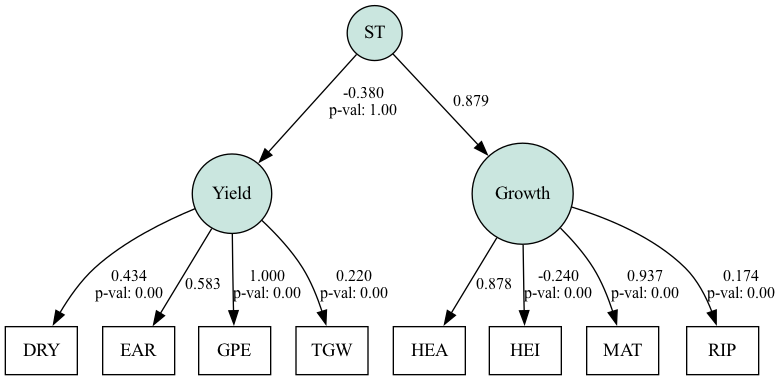 ST
-0.380
p-val: 1.00
0.879
Yield
Growth
0.434
p-val: 0.00
0.583
1.000
p-val: 0.00
0.220
p-val: 0.00
0.878
-0.240
p-val: 0.00
0.937
p-val: 0.00
0.174
p-val: 0.00
DRY
EAR
GPE
TGW
HEA
HEI
MAT
RIP